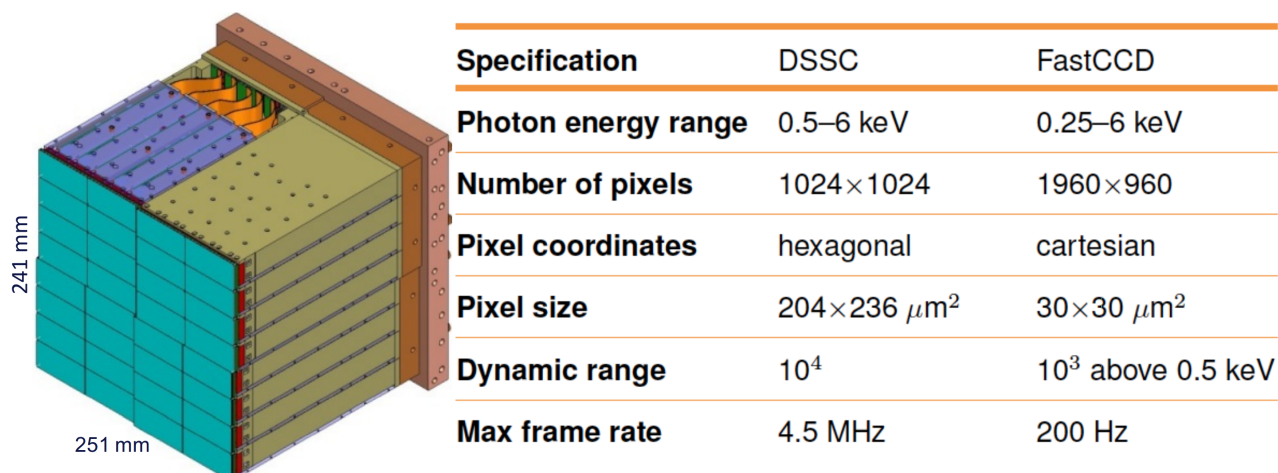 241 mm
251 mm
Specification DSSC FastCCD
Photon energy range 0.5–6 keV 0.25–6 keV
Number of pixels 1024×1024 1960×960
Pixel coordinates hexagonal cartesian
Pixel size 204×236 μm² 30×30 μm²
Dynamic range 10⁴ 10³ above 0.5 keV
Max frame rate 4.5 MHz 200 Hz